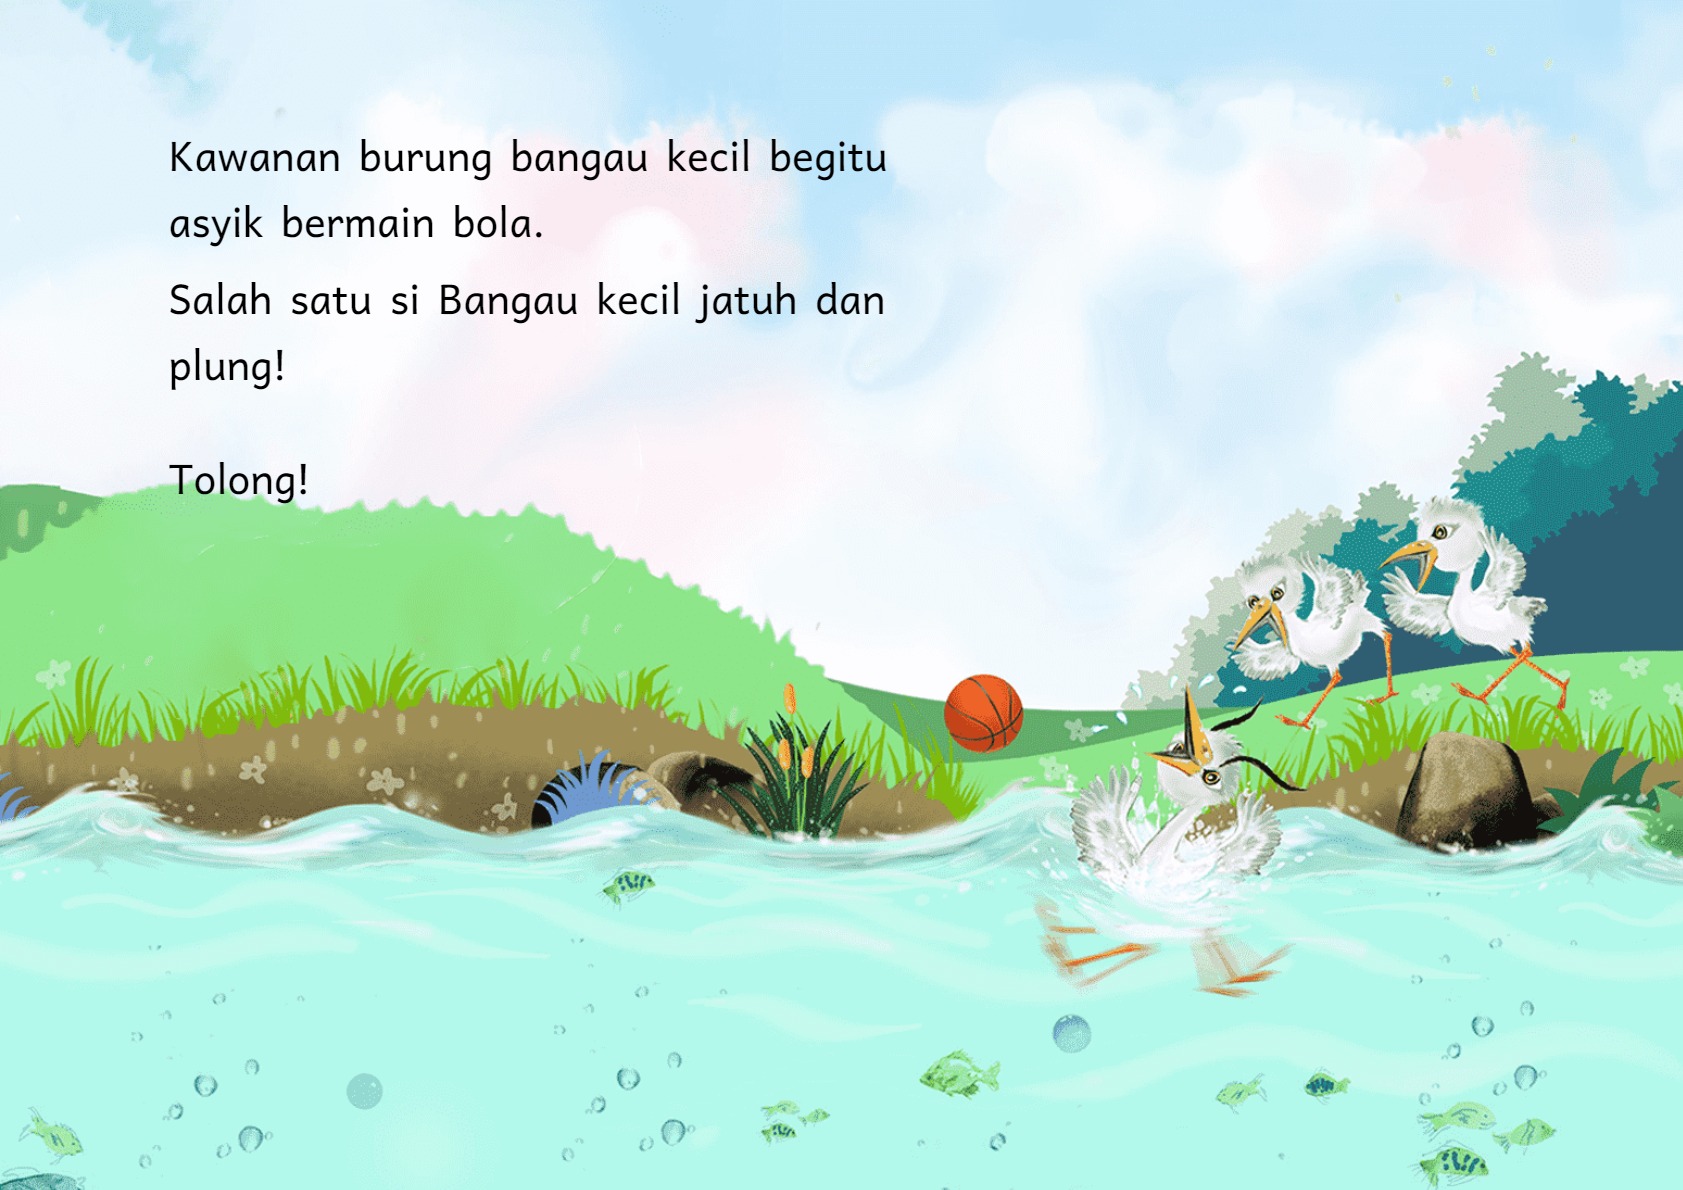 Kawanan burung bangau kecil begitu
asyik bermain bola.
Salah satu si Bangau kecil jatuh dan
plung!
Tolong!